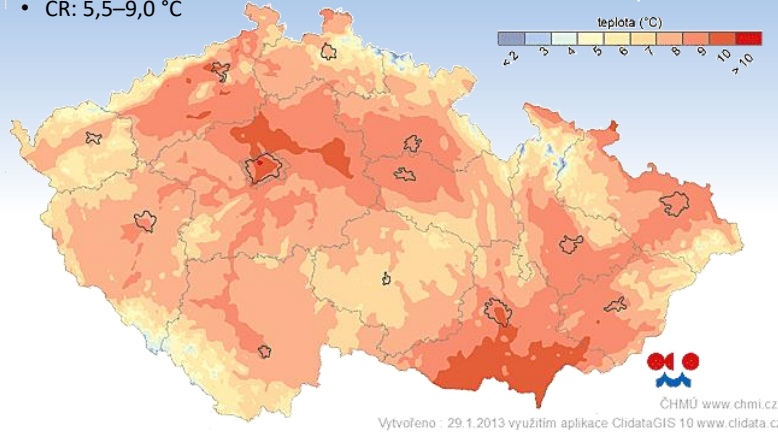 • CR: 5,5–9,0 °C
teplota (°C)
< 2 3 4 5 6 7 8 9 10 > 10
ČHMÚ www.chmi.cz
Vytvořeno : 29.1.2013 využitím aplikace ClidataGIS 10 www.clidata.cz